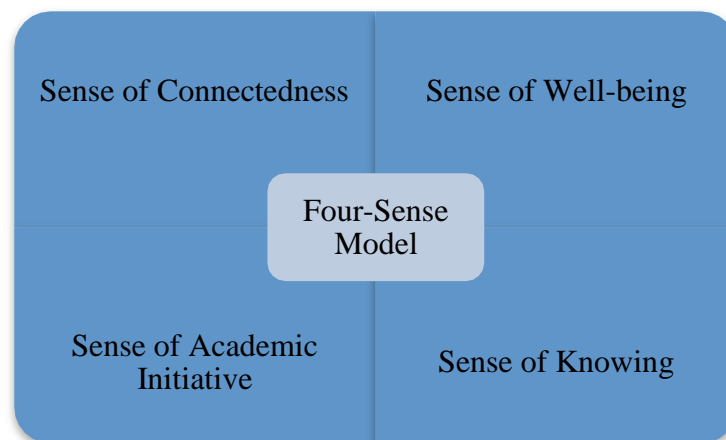 Sense of Connectedness
Sense of Well-being
Four-Sense
Model
Sense of Academic
Initiative
Sense of Knowing